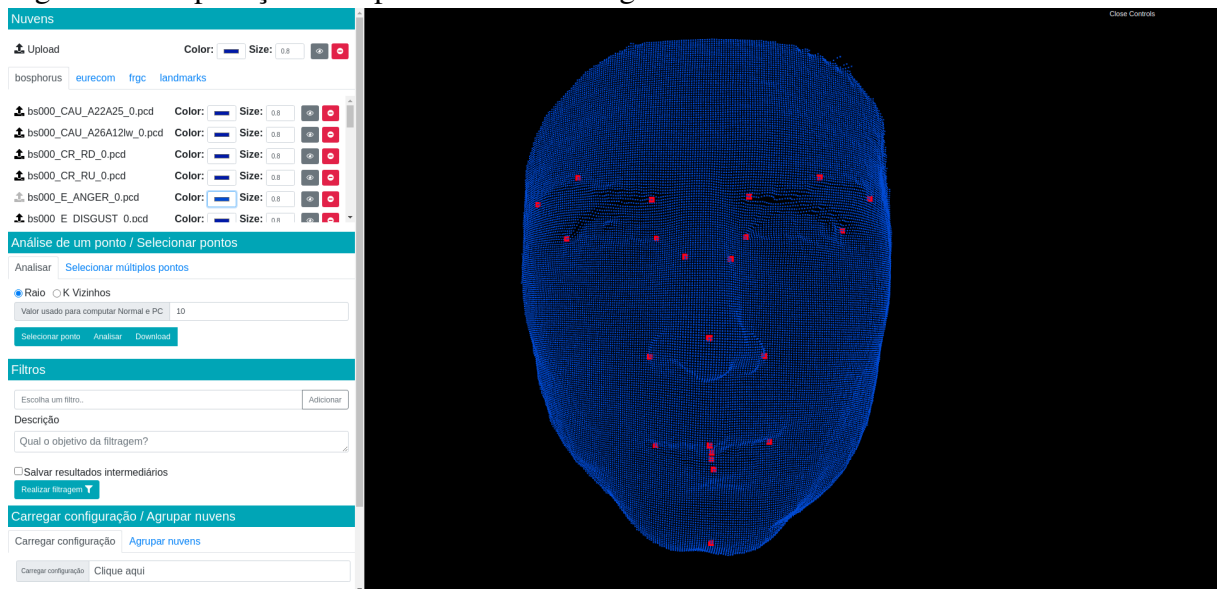 Nuvens
Close Controls
Upload Color: Size: 0.8
bosphorus eurecom frgc landmarks
bs000_CAU_A22A25_0.pcd Color: Size: 0.8
bs000_CAU_A26A12lw_0.pcd Color: Size: 0.8
bs000_CR_RD_0.pcd Color: Size: 0.8
bs000_CR_RU_0.pcd Color: Size: 0.8
bs000_E_ANGER_0.pcd Color: Size: 0.8
bs000_E_DISGUST_0.pcd Color: Size: 0.8
Análise de um ponto / Selecionar pontos
Analisar Selecionar múltiplos pontos
Raio K Vizinhos
Valor usado para computar Normal e PC 10
Selecionar ponto Analisar Download
Filtros
Escolha um filtro.. Adicionar
Descrição
Qual o objetivo da filtragem?
Salvar resultados intermediários
Realizar filtragem
Carregar configuração / Agrupar nuvens
Carregar configuração Agrupar nuvens
Carregar configuração Clique aqui